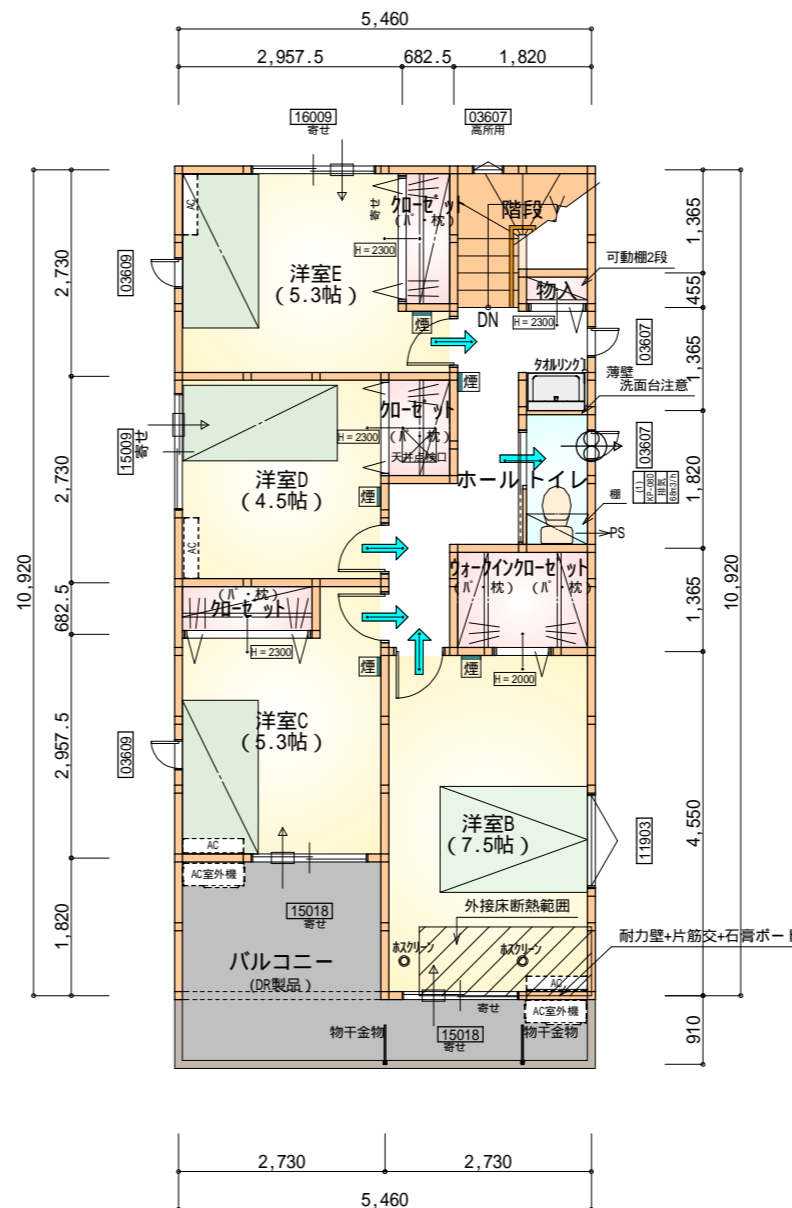 5,460
2,957.5
682.5
1,820
16009
寄せ
03607
高所用
AC
寄せ
クローゼット
(パ・枕)
階段
H=2300
洋室E
(5.3帖)
03609
2,730
1,365
可動棚2段
455
物入
DN
H=2300
煙
03607
1,365
タオルリング
薄壁
洗面台注意
煙
クローゼット
(パ・枕)
H=2300
天井点検口
15009
寄せ
洋室D
(4.5帖)
2,730
ホール
トイレ
03607
(1)
KP-08D
排気
68m3/h
1,820
棚
PS
煙
AC
10,920
10,920
ウォークインクローゼット
(パ・枕)
(パ・枕)
1,365
682.5
(パ・枕)
クローゼット
H=2300
煙
煙
H=2000
洋室C
(5.3帖)
03609
2,957.5
洋室B
(7.5帖)
11903
4,550
AC
AC室外機
15018
寄せ
外接床断熱範囲
耐力壁+片筋交+石膏ボード
ホスクリーン
ホスクリーン
バルコニー
(DR製品)
1,820
AC
寄せ
AC室外機
物干金物
15018
寄せ
物干金物
910
2,730
2,730
5,460